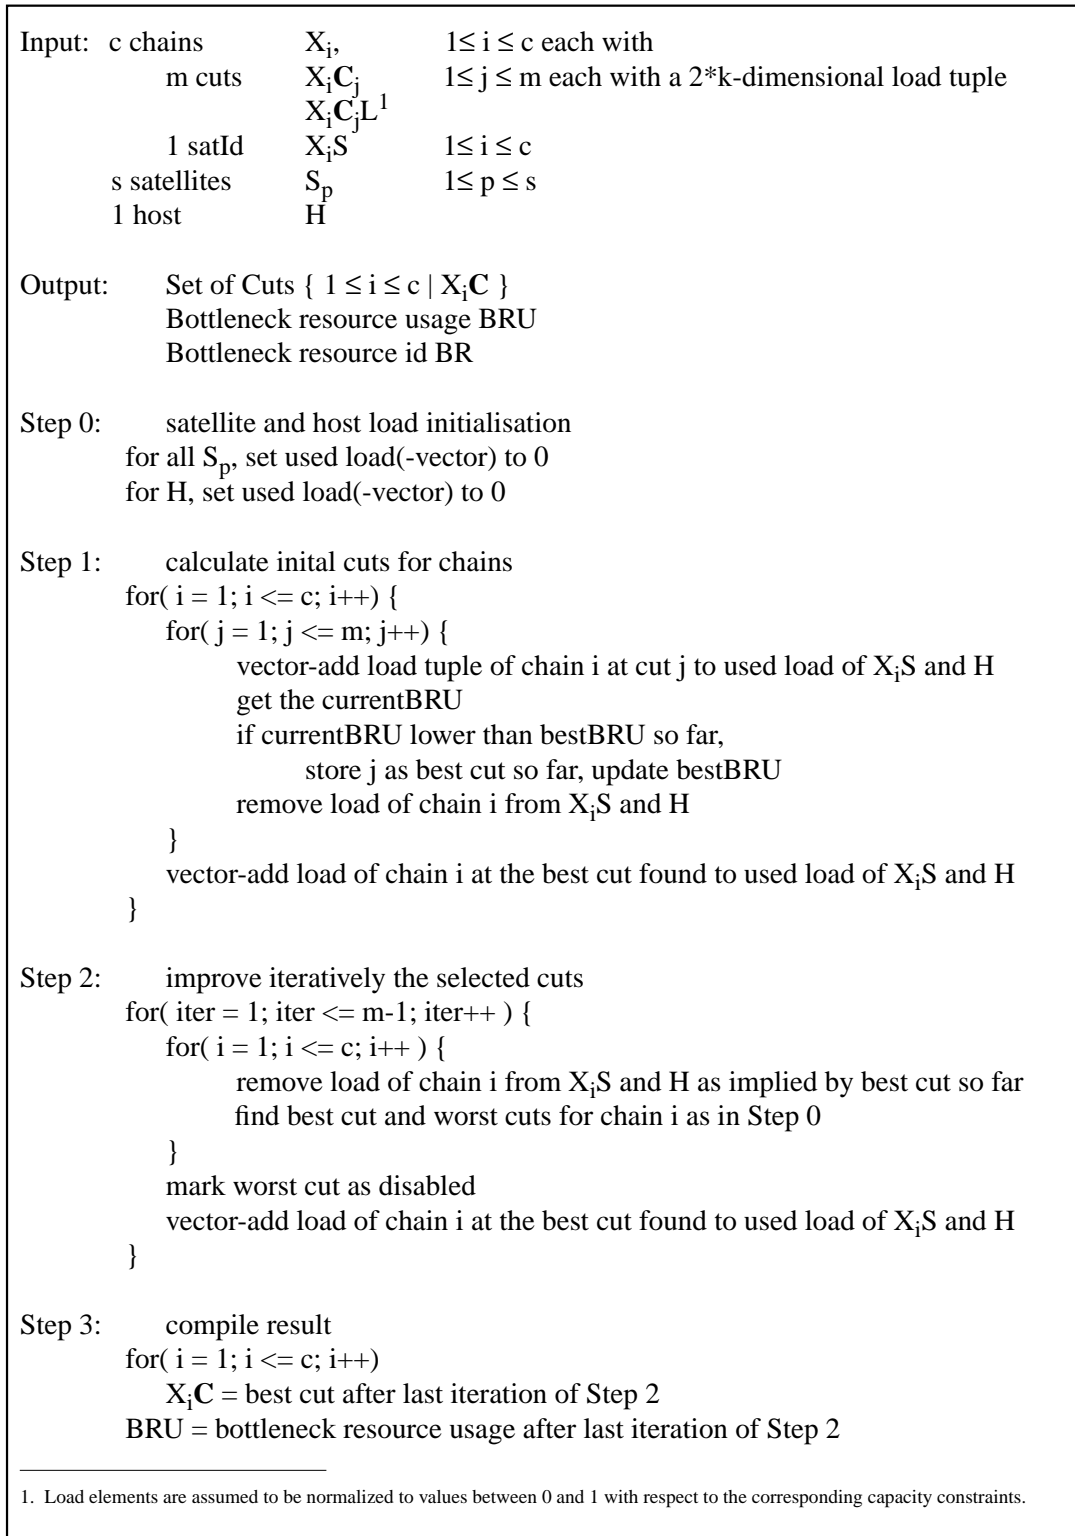 Input: c chains X_i, 1≤ i ≤ c each with
m cuts X_iC_j 1≤ j ≤ m each with a 2*k-dimensional load tuple
X_iC_jL^1
1 satId X_iS 1≤ i ≤ c
s satellites S_p 1≤ p ≤ s
1 host H
Output: Set of Cuts { 1 ≤ i ≤ c | X_iC }
Bottleneck resource usage BRU
Bottleneck resource id BR
Step 0: satellite and host load initialisation
for all S_p, set used load(-vector) to 0
for H, set used load(-vector) to 0
Step 1: calculate inital cuts for chains
for( i = 1; i <= c; i++) {
for( j = 1; j <= m; j++) {
vector-add load tuple of chain i at cut j to used load of X_iS and H
get the currentBRU
if currentBRU lower than bestBRU so far,
store j as best cut so far, update bestBRU
remove load of chain i from X_iS and H
}
vector-add load of chain i at the best cut found to used load of X_iS and H
}
Step 2: improve iteratively the selected cuts
for( iter = 1; iter <= m-1; iter++ ) {
for( i = 1; i <= c; i++ ) {
remove load of chain i from X_iS and H as implied by best cut so far
find best cut and worst cuts for chain i as in Step 0
}
mark worst cut as disabled
vector-add load of chain i at the best cut found to used load of X_iS and H
}
Step 3: compile result
for( i = 1; i <= c; i++)
X_iC = best cut after last iteration of Step 2
BRU = bottleneck resource usage after last iteration of Step 2
1. Load elements are assumed to be normalized to values between 0 and 1 with respect to the corresponding capacity constraints.